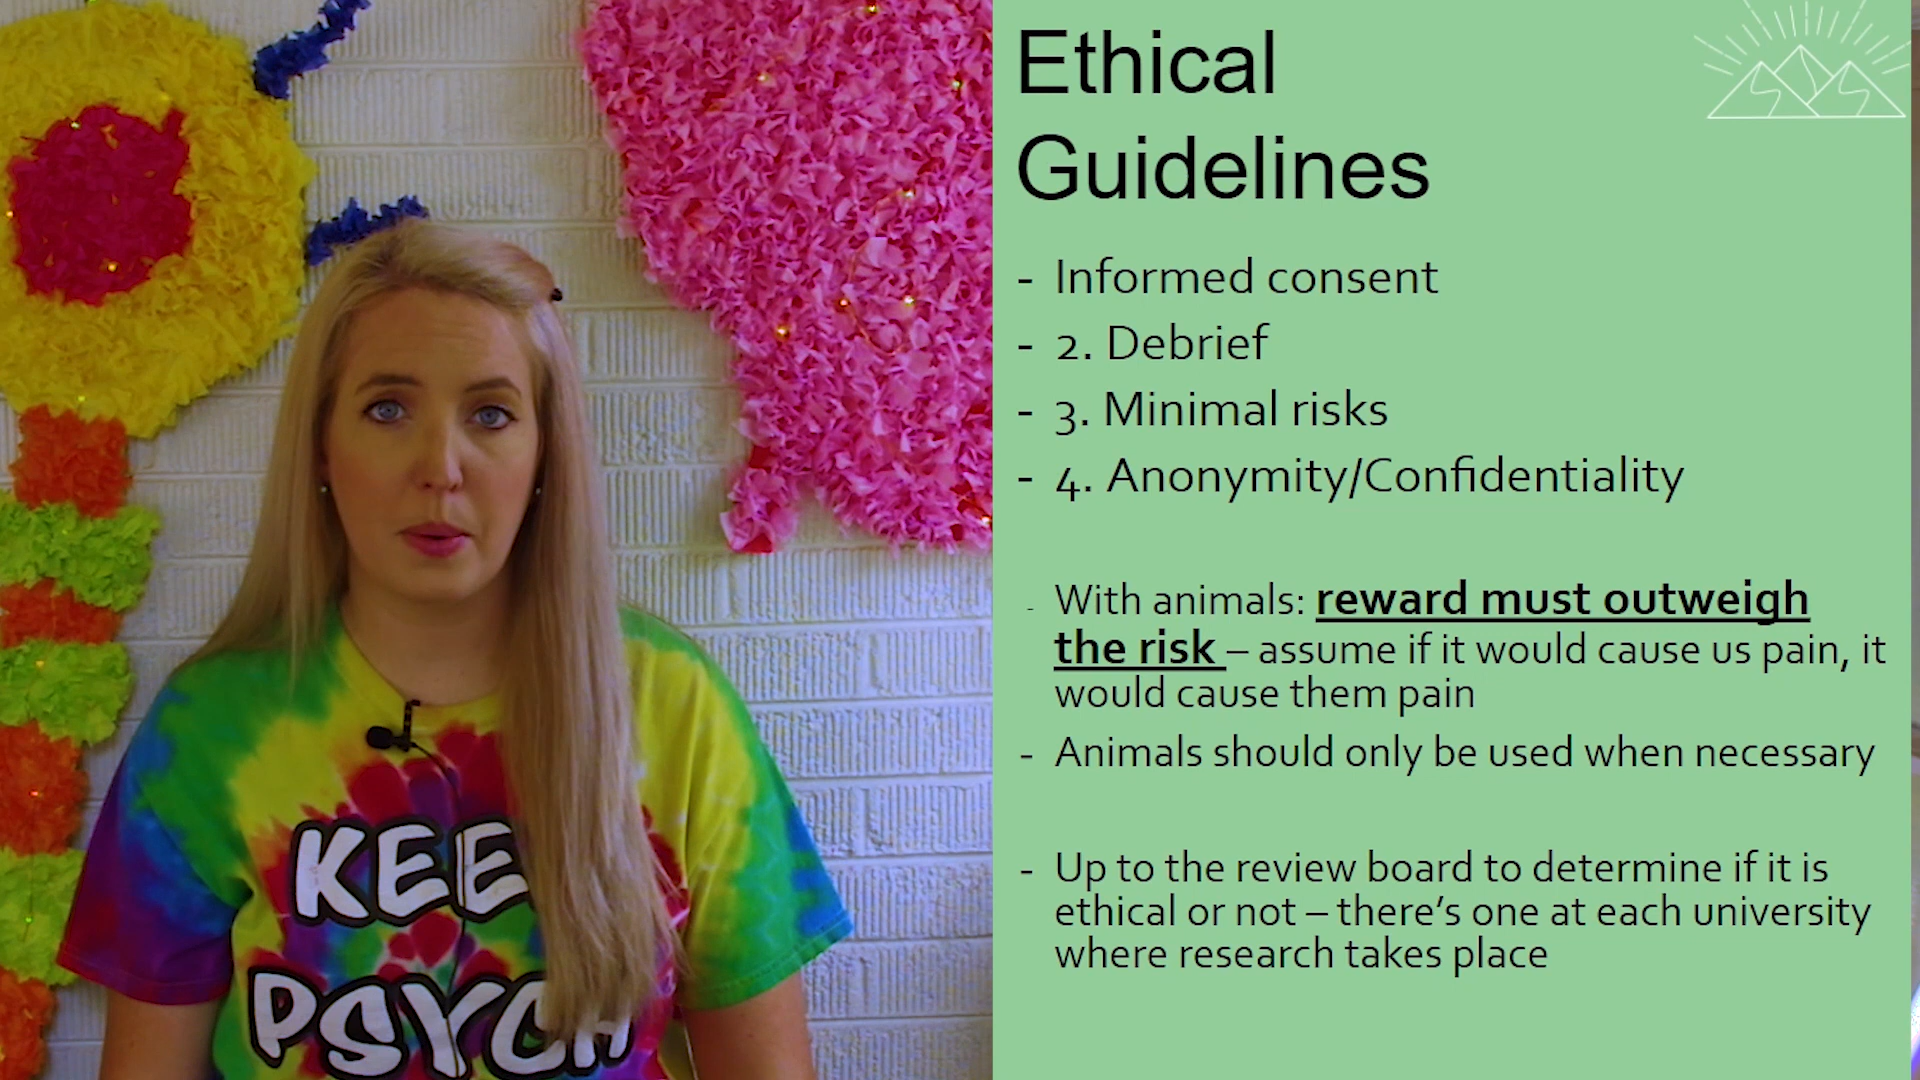 Ethical
Guidelines
- Informed consent
- 2. Debrief
- 3. Minimal risks
- 4. Anonymity/Confidentiality
- With animals: reward must outweigh
the risk – assume if it would cause us pain, it
would cause them pain
- Animals should only be used when necessary
- Up to the review board to determine if it is
ethical or not – there's one at each university
where research takes place
KEE
PSYCH